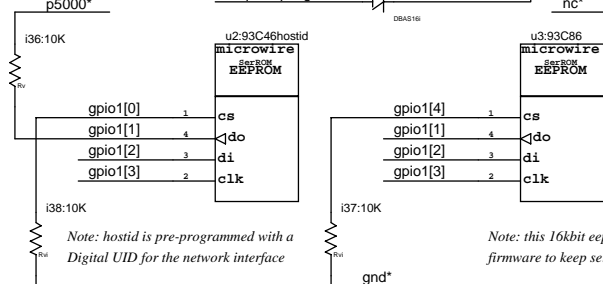 p5000*
nc*
DBAS16i
i36:10K
u2:93C46hostid
u3:93C86
microwire
SerROM
EEPROM
microwire
SerROM
EEPROM
Rv
gpio1[0] 1 cs
gpio1[1] 4 do
gpio1[2] 3 di
gpio1[3] 2 clk
gpio1[4] 1 cs
gpio1[1] 4 do
gpio1[2] 3 di
gpio1[3] 2 clk
i38:10K
i37:10K
Rvi
Rvi
Note: hostid is pre-programmed with a
Digital UID for the network interface
Note: this 16kbit
firmware to keep
gnd*